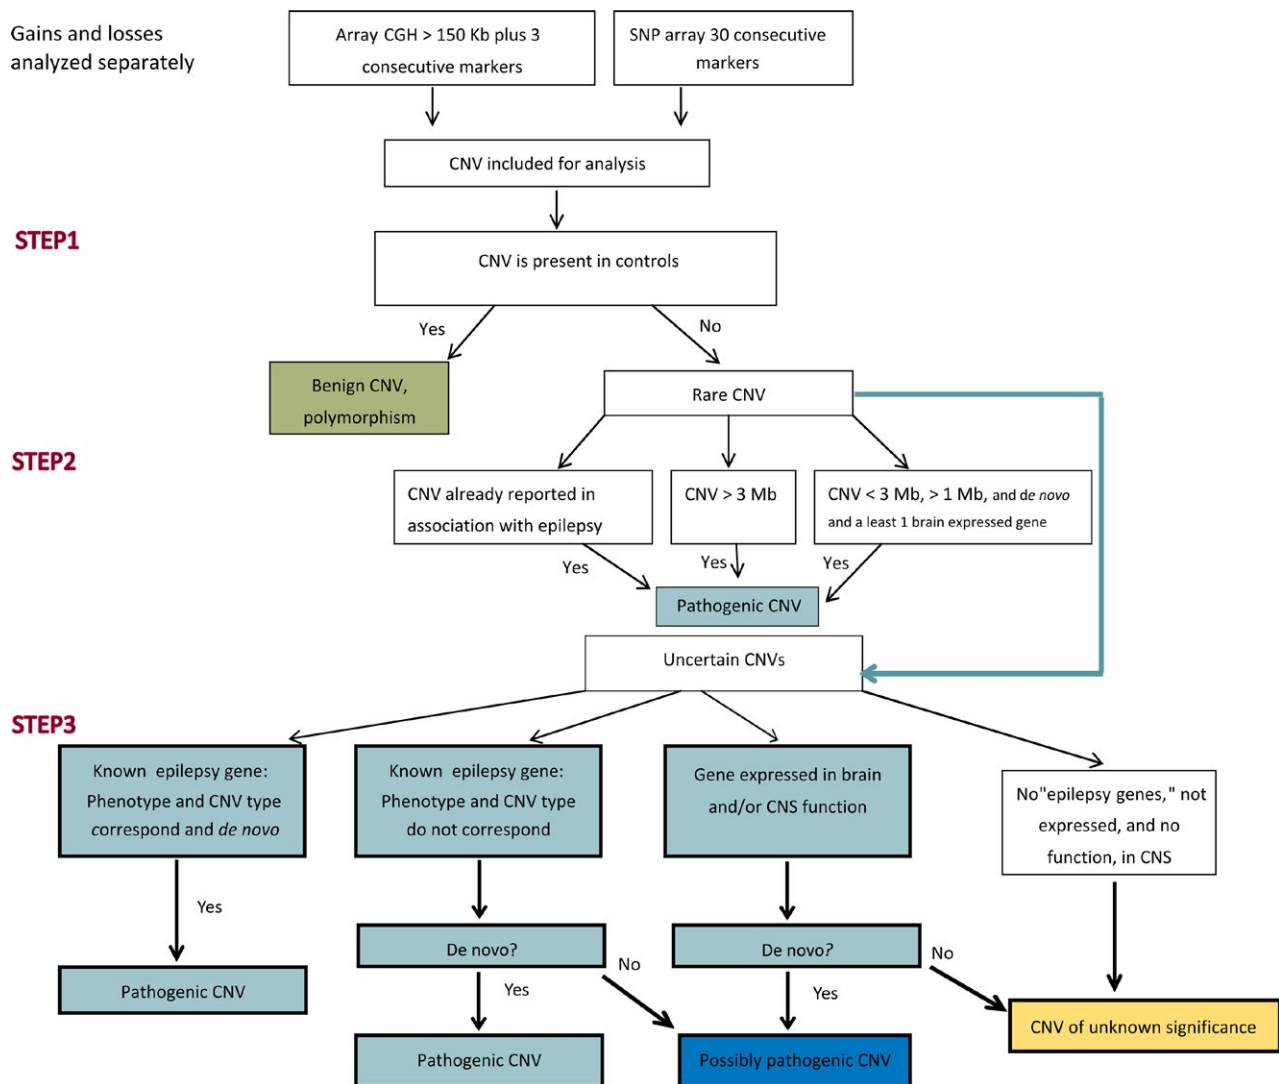 Gains and losses
analyzed separately
Array CGH > 150 Kb plus 3
consecutive markers
SNP array 30 consecutive
markers
CNV included for analysis
STEP1
CNV is present in controls
Yes
No
Benign CNV,
polymorphism
Rare CNV
STEP2
CNV already reported in
association with epilepsy
CNV > 3 Mb
CNV < 3 Mb, > 1 Mb, and de novo
and a least 1 brain expressed gene
Yes
Yes
Yes
Pathogenic CNV
Uncertain CNVs
STEP3
Known epilepsy gene:
Phenotype and CNV type
correspond and de novo
Known epilepsy gene:
Phenotype and CNV type
do not correspond
Gene expressed in brain
and/or CNS function
No"epilepsy genes," not
expressed, and no
function, in CNS
Yes
De novo?
De novo?
No
No
Pathogenic CNV
Yes
Yes
Pathogenic CNV
Possibly pathogenic CNV
CNV of unknown significance